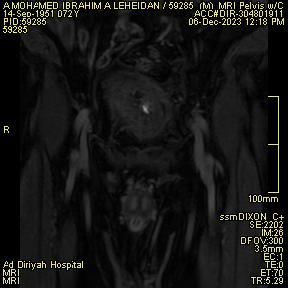 A MOHAMED IBRAHIM A LEHEIDAN / 59285 (M) MRI Pelvis w/C
14-Sep-1951 072Y ACC#DIR-304801911
PID:59285 06-Dec-2023 12:18 PM
59285
R
100mm
ssmDIXON_C+
SE:2202
IM:26
DFOV:300
3.5mm
EC:1
Ad Diriyah Hospital TE:0
MRI ET:70
MRI TR:5.29